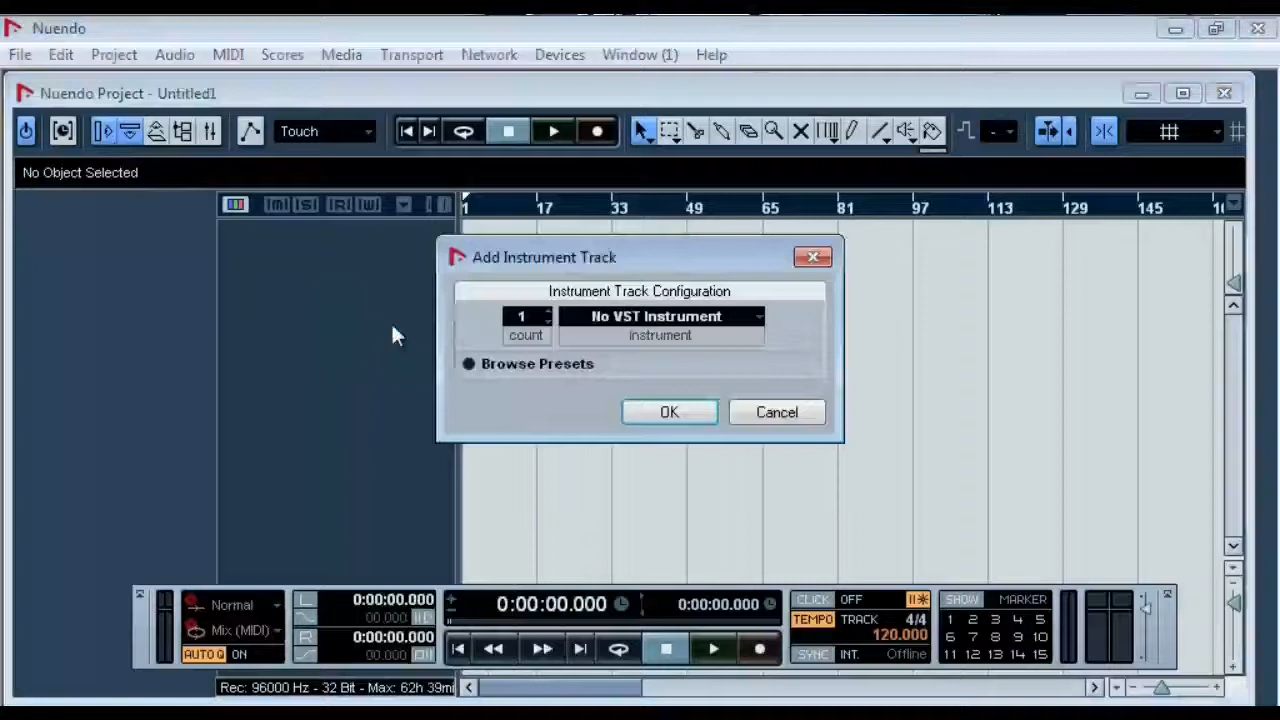 Nuendo
File Edit Project Audio MIDI Scores Media Transport Network Devices Window (1) Help
Nuendo Project - Untitled1
Touch
-
No Object Selected
[M] [S] [R] [W]
1 17 33 49 65 81 97 113 129 145
Add Instrument Track
Instrument Track Configuration
1 No VST Instrument
count instrument
Browse Presets
OK Cancel
Normal L 0:00:00.000 0:00:00.000 0:00:00.000 CLICK OFF SHOW MARKER
00.000 TEMPO TRACK 4/4 1 2 3 4 5
Mix (MIDI) R 0:00:00.000 120.000 6 7 8 9 10
AUTO Q ON 00.000 SYNC INT. Offline 11 12 13 14 15
Rec: 96000 Hz - 32 Bit - Max: 62h 39mi